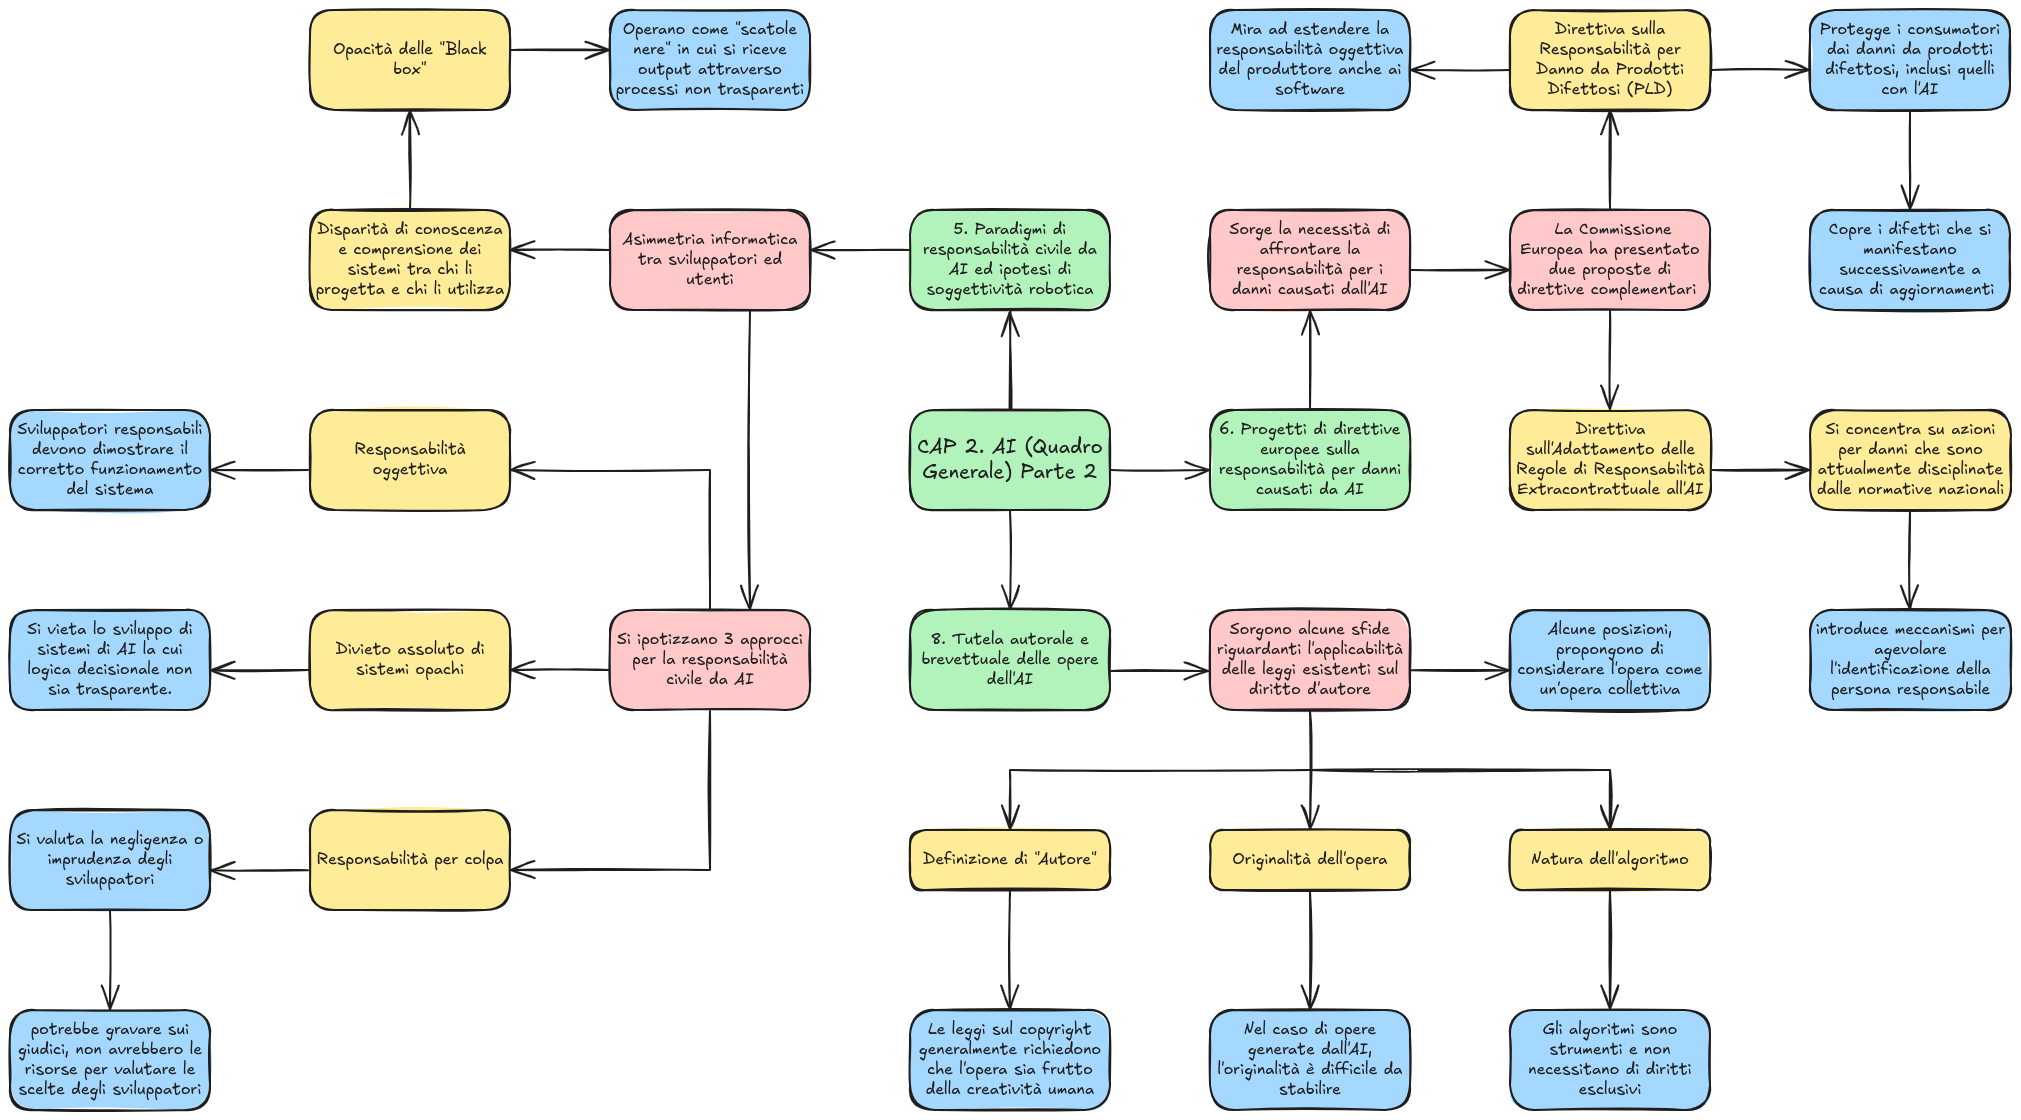 Opacità delle "Black
box"
Operano come "scatole
nere" in cui si riceve
output attraverso
processi non trasparenti
Mira ad estendere la
responsabilità oggettiva
del produttore anche ai
software
Direttiva sulla
Responsabilità per
Danno da Prodotti
Difettosi (PLD)
Protegge i consumatori
dai danni da prodotti
difettosi, inclusi quelli
con l'AI
Disparità di conoscenza
e comprensione dei
sistemi tra chi li
progetta e chi li utilizza
Asimmetria informatica
tra sviluppatori ed
utenti
5. Paradigmi di
responsabilità civile da
AI ed ipotesi di
soggettività robotica
Sorge la necessità di
affrontare la
responsabilità per i
danni causati dall'AI
La Commissione
Europea ha presentato
due proposte di
direttive complementari
Copre i difetti che si
manifestano
successivamente a
causa di aggiornamenti
Sviluppatori responsabili
devono dimostrare il
corretto funzionamento
del sistema
Responsabilità
oggettiva
CAP 2. AI (Quadro
Generale) Parte 2
6. Progetti di direttive
europee sulla
responsabilità per danni
causati da AI
Direttiva
sull'Adattamento delle
Regole di Responsabilità
Extracontrattuale all'AI
Si concentra su azioni
per danni che sono
attualmente disciplinate
dalle normative nazionali
Si vieta lo sviluppo di
sistemi di AI la cui
logica decisionale non
sia trasparente.
Divieto assoluto di
sistemi opachi
Si ipotizzano 3 approcci
per la responsabilità
civile da AI
8. Tutela autorale e
brevettuale delle opere
dell'AI
Sorgono alcune sfide
riguardanti l'applicabilità
delle leggi esistenti sul
diritto d'autore
Alcune posizioni,
propongono di
considerare l'opera come
un'opera collettiva
introduce meccanismi per
agevolare
l'identificazione della
persona responsabile
Si valuta la negligenza o
imprudenza degli
sviluppatori
Responsabilità per colpa
Definizione di "Autore"
Originalità dell'opera
Natura dell'algoritmo
potrebbe gravare sui
giudici, non avrebbero le
risorse per valutare le
scelte degli sviluppatori
Le leggi sul copyright
generalmente richiedono
che l'opera sia frutto
della creatività umana
Nel caso di opere
generate dall'AI,
l'originalità è difficile da
stabilire
Gli algoritmi sono
strumenti e non
necessitano di diritti
esclusivi